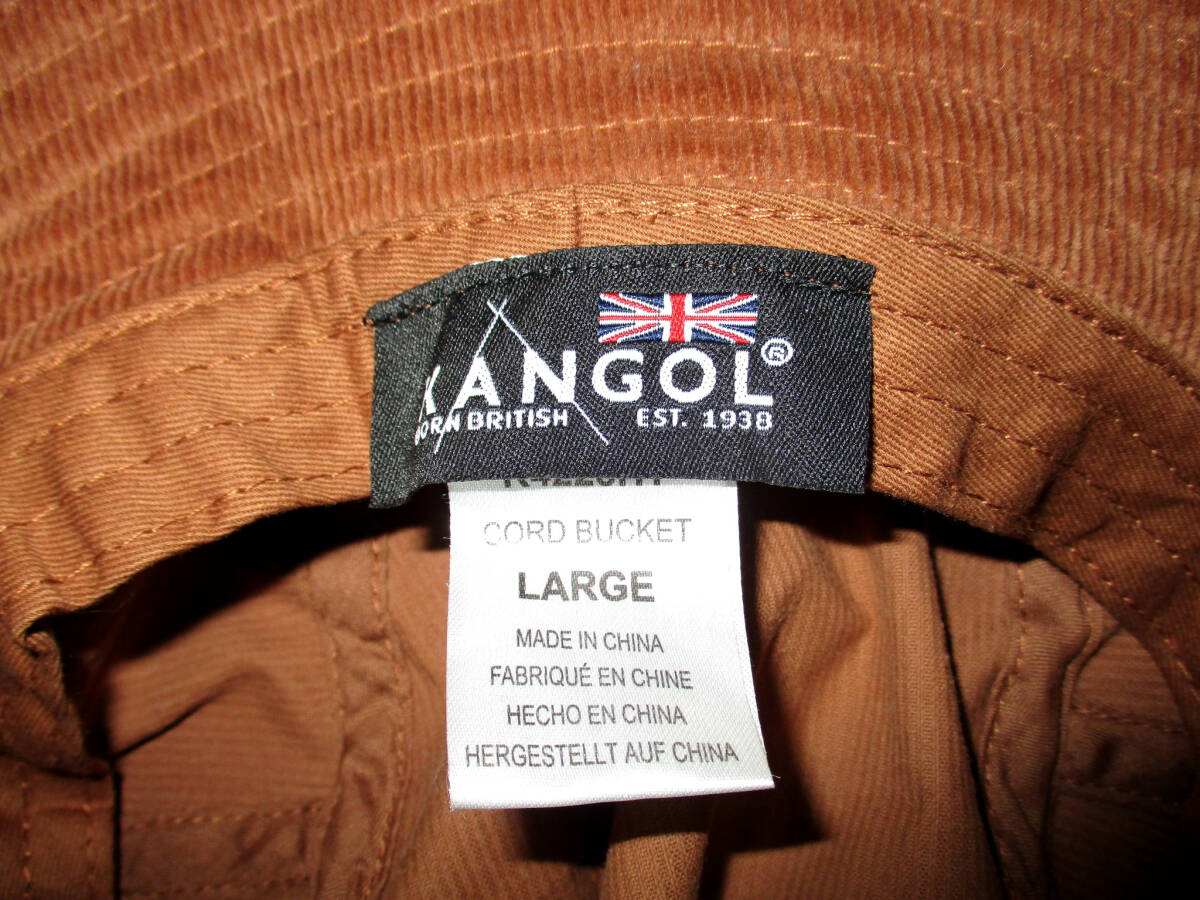 KANGOL®
BORN BRITISH EST. 1938
CORD BUCKET
LARGE
MADE IN CHINA
FABRIQUÉ EN CHINE
HECHO EN CHINA
HERGESTELLT AUF CHINA